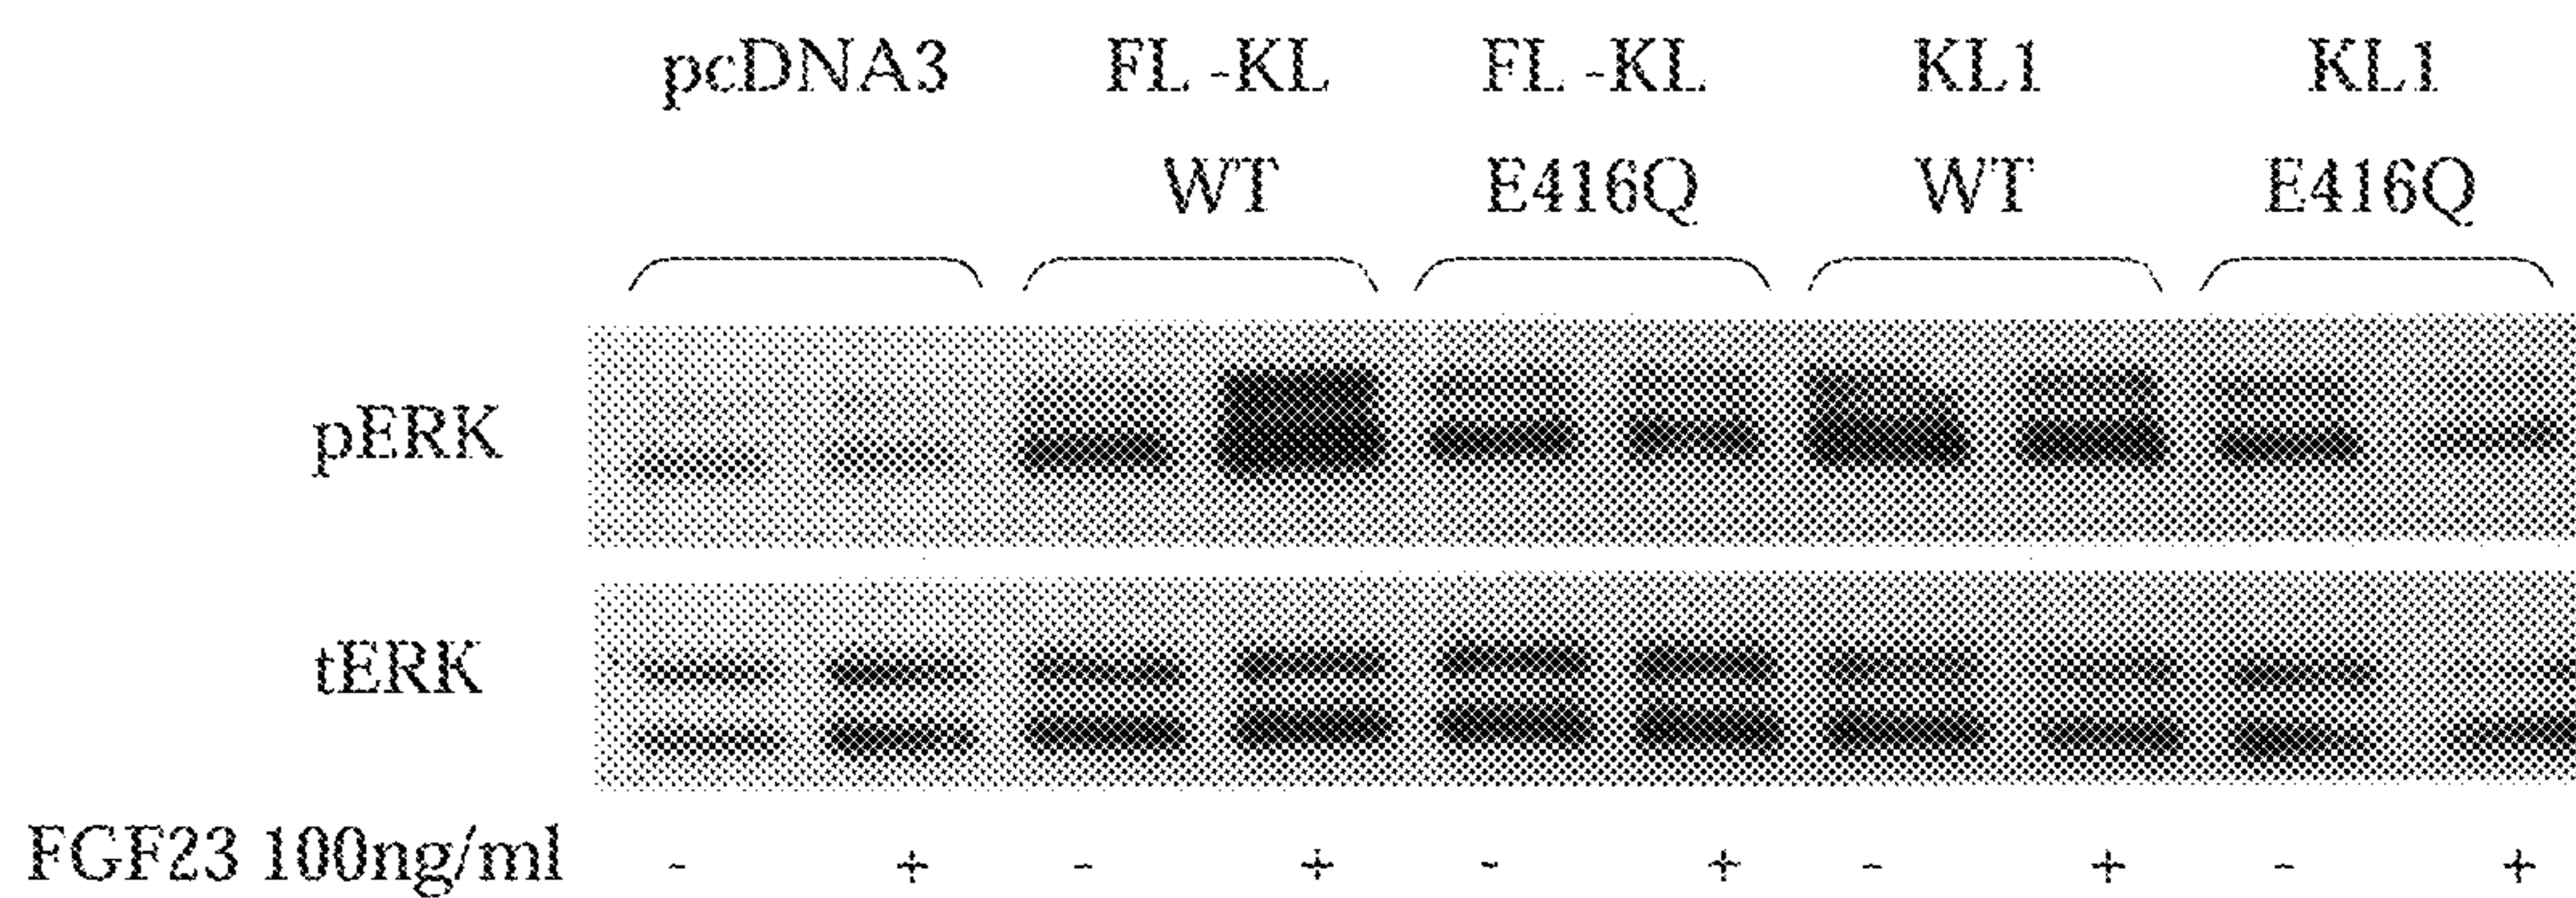 pcDNA3 FL -KL FL -KL KL1 KL1
WT E416Q WT E416Q
pERK
tERK
FGF23 100ng/ml - + - + - + - + - +